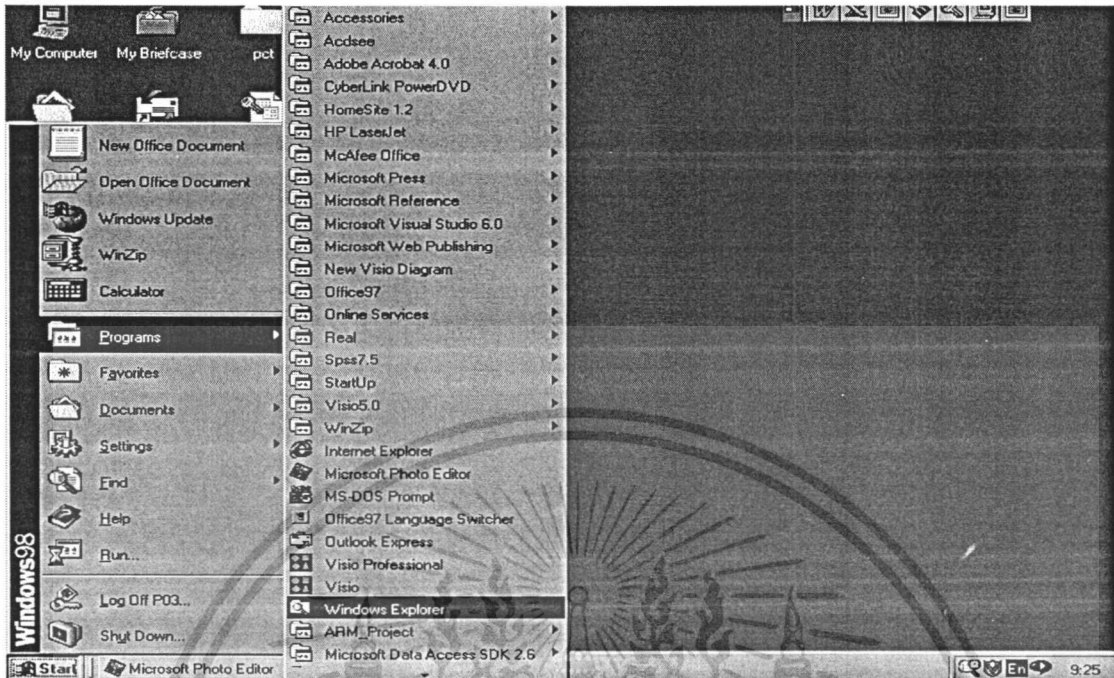 My Computer
My Briefcase
pct
New Office Document
Open Office Document
Windows Update
WinZip
Calculator
Programs
Favorites
Documents
Settings
Find
Help
Run...
Log Off P03...
Shut Down...
Windows98
Accessories
Acdsee
Adobe Acrobat 4.0
CyberLink PowerDVD
HomeSite 1.2
HP LaserJet
McAfee Office
Microsoft Press
Microsoft Reference
Microsoft Visual Studio 6.0
Microsoft Web Publishing
New Visio Diagram
Office97
Online Services
Real
Spss7.5
StartUp
Visio5.0
WinZip
Internet Explorer
Microsoft Photo Editor
MS-DOS Prompt
Office97 Language Switcher
Outlook Express
Visio Professional
Visio
Windows Explorer
ARM_Project
Microsoft Data Access SDK 2.6
Start
Microsoft Photo Editor
En
9:25